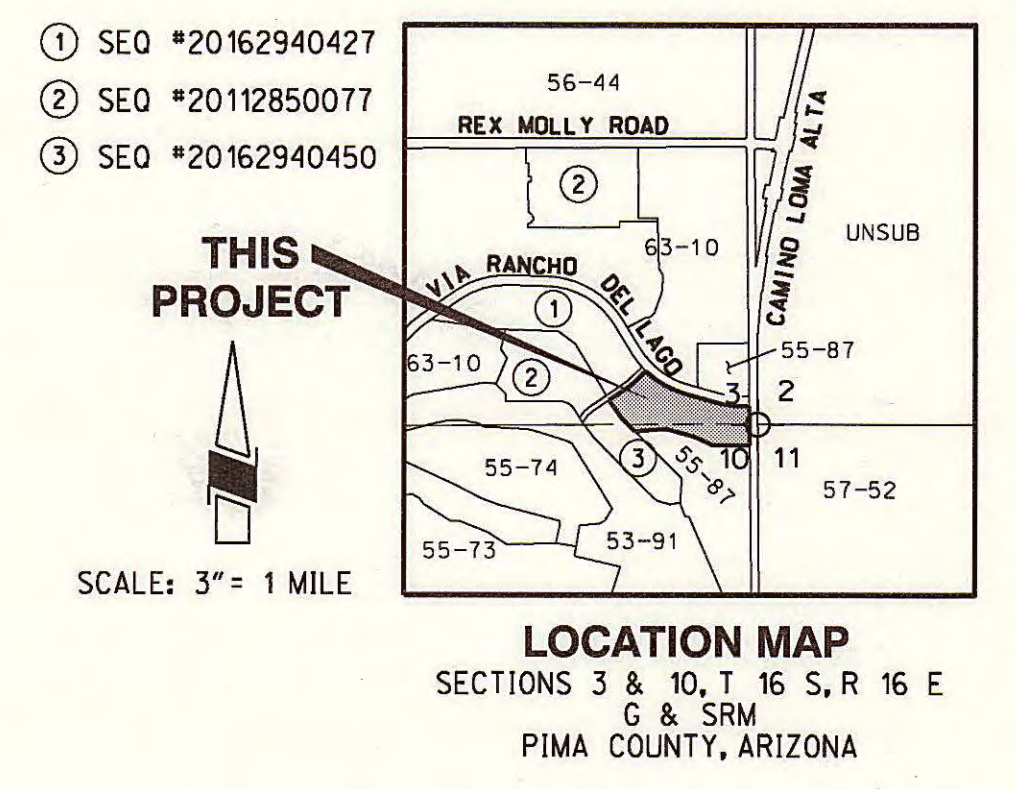 ① SEQ #20162940427
② SEQ #20112850077
③ SEQ #20162940450
56-44
REX MOLLY ROAD
②
CAMINO LOMA ALTA
UNSUB
63-10
THIS
PROJECT
VIA RANCHO DEL LAGO
①
55-87
63-10
②
3
2
③
55-87
10
11
55-74
57-52
55-73
53-91
SCALE: 3"= 1 MILE
LOCATION MAP
SECTIONS 3 & 10, T 16 S, R 16 E
G & SRM
PIMA COUNTY, ARIZONA